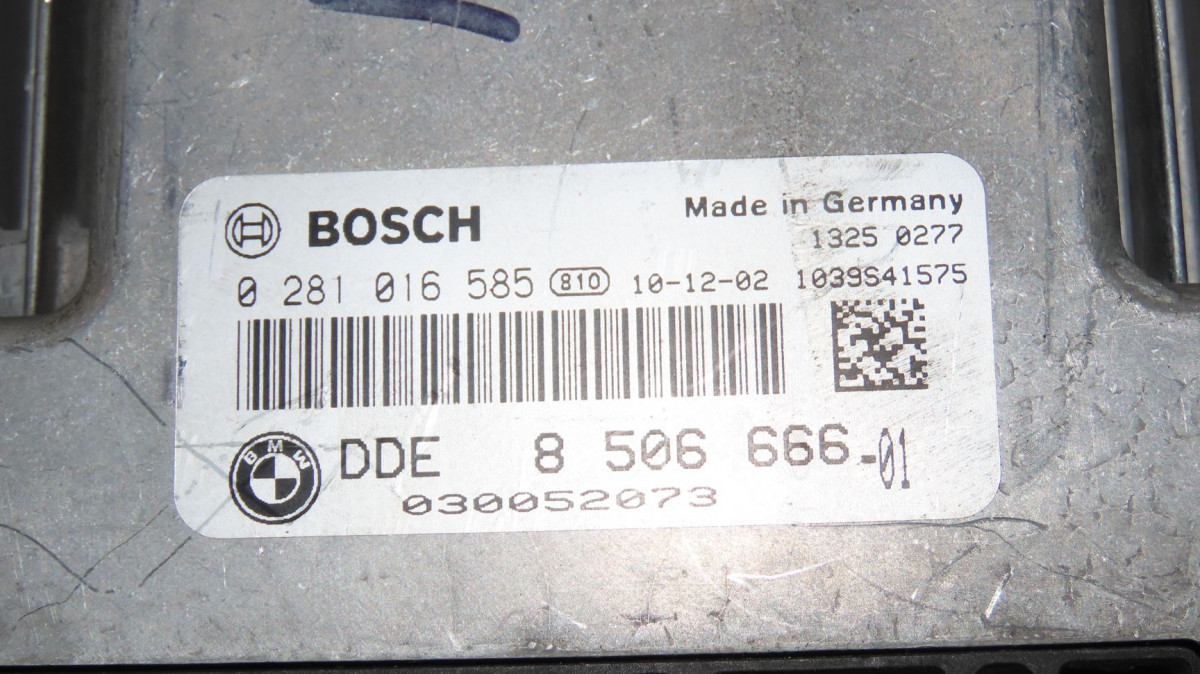 BOSCH
Made in Germany
1325 0277
0 281 016 585 810 10-12-02 1039S41575
BMW DDE 8 506 666-01
030052073